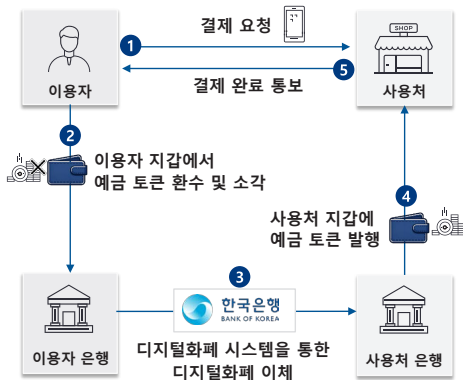 결제 요청
SHOP
1
5
이용자
결제 완료 통보
사용처
2
이용자 지갑에서
예금 토큰 환수 및 소각
4
사용처 지갑에
예금 토큰 발행
3
한국은행
BANK OF KOREA
이용자 은행
디지털화폐 시스템을 통한
디지털화폐 이체
사용처 은행